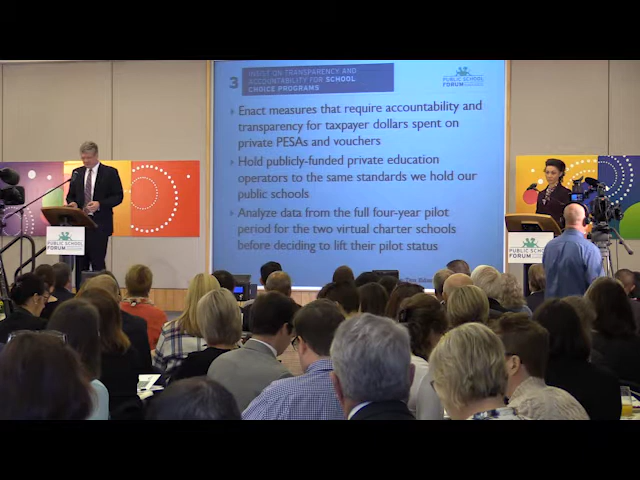 3
INSIST ON TRANSPARENCY AND
ACCOUNTABILITY FOR SCHOOL
CHOICE PROGRAMS
PUBLIC SCHOOL
FORUM
Enact measures that require accountability and
transparency for taxpayer dollars spent on
private PESAs and vouchers
Hold publicly-funded private education
operators to the same standards we hold our
public schools
Analyze data from the full four-year pilot
period for the two virtual charter schools
before deciding to lift their pilot status
PUBLIC SCHOOL
FORUM
PUBLIC SCHOOL
FORUM